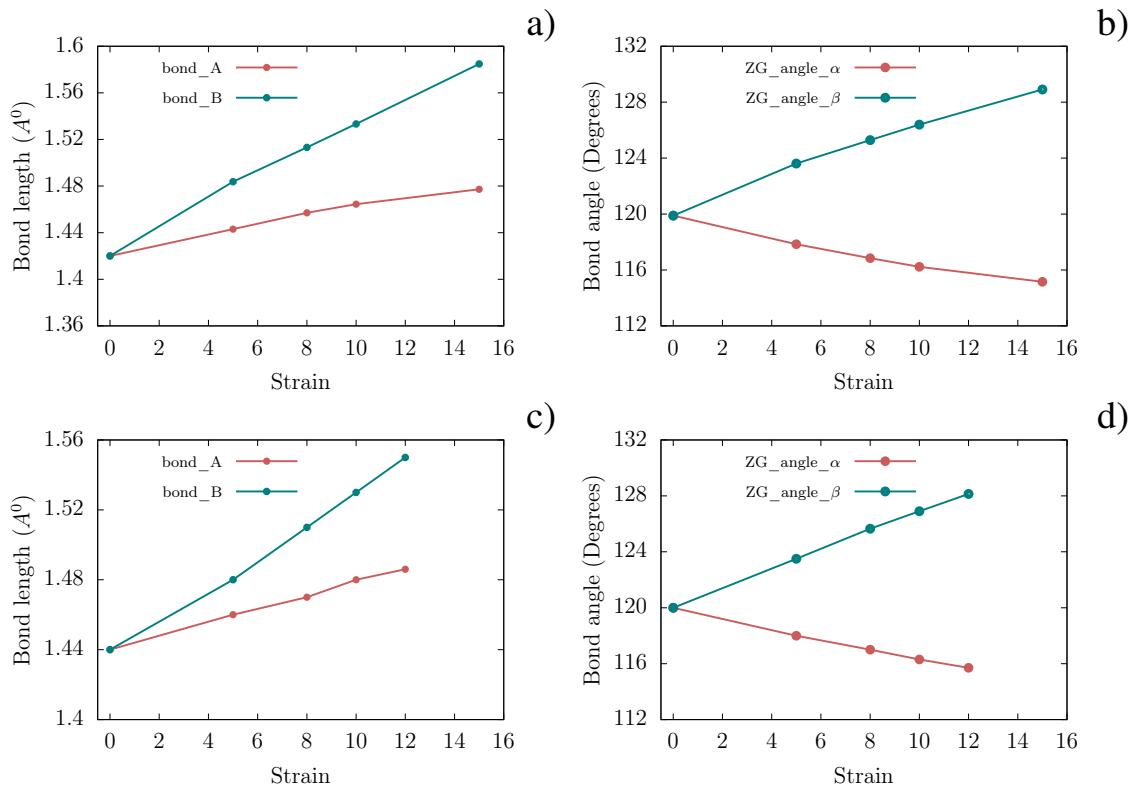 a)
1.6
1.56
1.52
1.48
1.44
1.4
1.36
0 2 4 6 8 10 12 14 16
Bond length (A⁰)
Strain
bond_A
bond_B
b)
132
128
124
120
116
112
0 2 4 6 8 10 12 14 16
Bond angle (Degrees)
Strain
ZG_angle_α
ZG_angle_β
c)
1.56
1.52
1.48
1.44
1.4
0 2 4 6 8 10 12 14 16
Bond length (A⁰)
Strain
bond_A
bond_B
d)
132
128
124
120
116
112
0 2 4 6 8 10 12 14 16
Bond angle (Degrees)
Strain
ZG_angle_α
ZG_angle_β